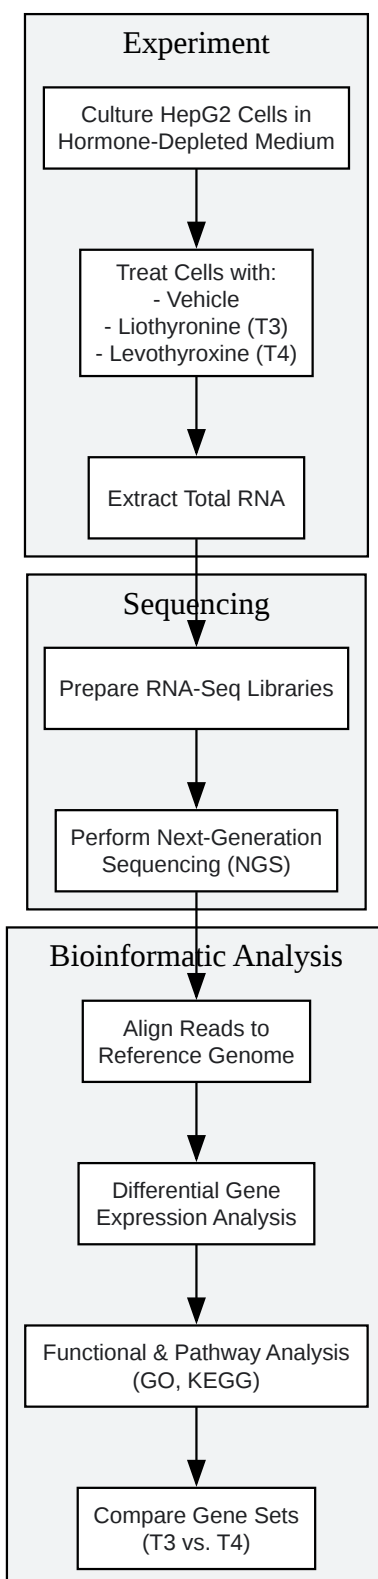 Experiment
Culture HepG2 Cells in
Hormone-Depleted Medium
Treat Cells with:
- Vehicle
- Liothyronine (T3)
- Levothyroxine (T4)
Extract Total RNA
Sequencing
Prepare RNA-Seq Libraries
Perform Next-Generation
Sequencing (NGS)
Bioinformatic Analysis
Align Reads to
Reference Genome
Differential Gene
Expression Analysis
Functional & Pathway Analysis
(GO, KEGG)
Compare Gene Sets
(T3 vs. T4)